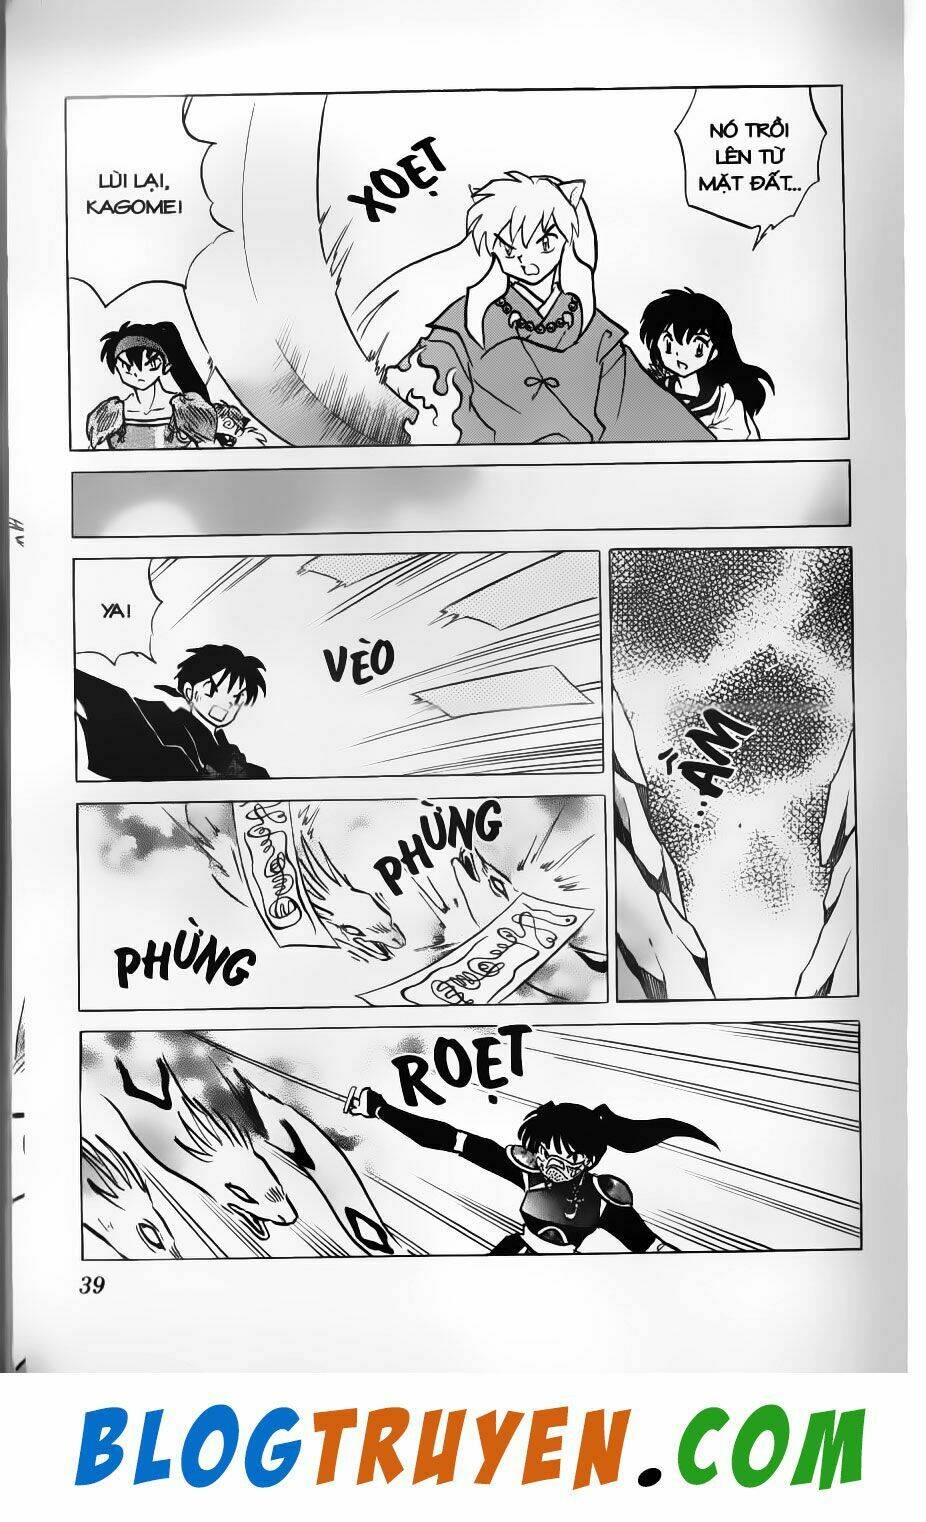 NÓ TRỒI
LÊN TỪ
MẶT ĐẤT...
XOẸT
LÙI LẠI,
KAGOME!
YA!
VÈO
...ẦM
PHỪNG
PHỪNG
ROẸT
39
BLOGTRUYEN.COM